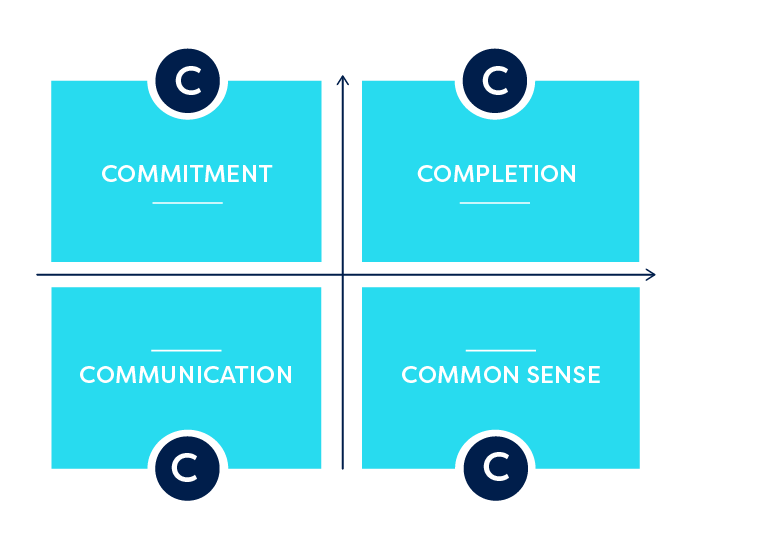 C
C
COMMITMENT
COMPLETION
COMMUNICATION
COMMON SENSE
C
C